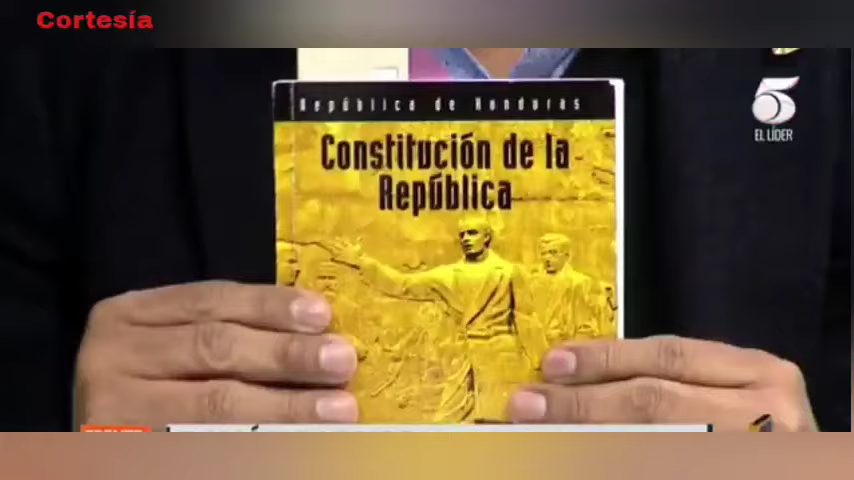 Cortesía
5
EL LÍDER
República de Honduras
Constitución de la
República